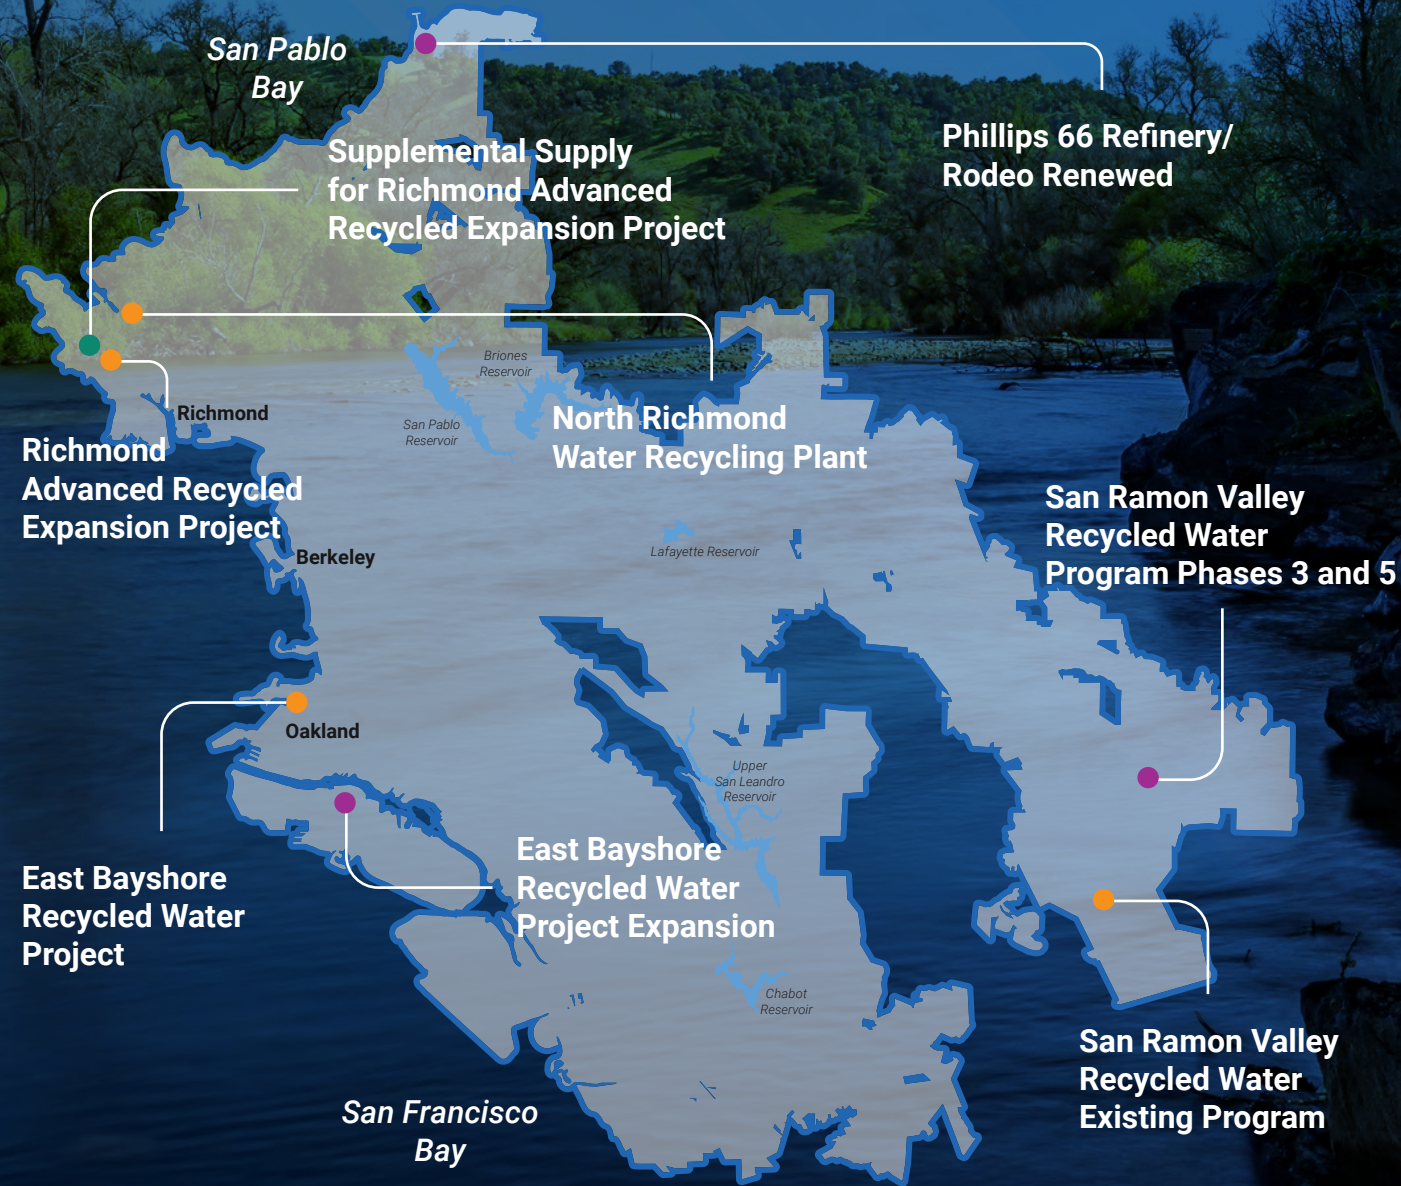 San Pablo
Bay
Phillips 66 Refinery/
Rodeo Renewed
Supplemental Supply
for Richmond Advanced
Recycled Expansion Project
Briones
Reservoir
San Pablo
Reservoir
Richmond
North Richmond
Water Recycling Plant
Richmond
Advanced Recycled
Expansion Project
San Ramon Valley
Recycled Water
Program Phases 3 and 5
Lafayette Reservoir
Berkeley
Oakland
Upper
San Leandro
Reservoir
East Bayshore
Recycled Water
Project
East Bayshore
Recycled Water
Project Expansion
Chabot
Reservoir
San Ramon Valley
Recycled Water
Existing Program
San Francisco
Bay